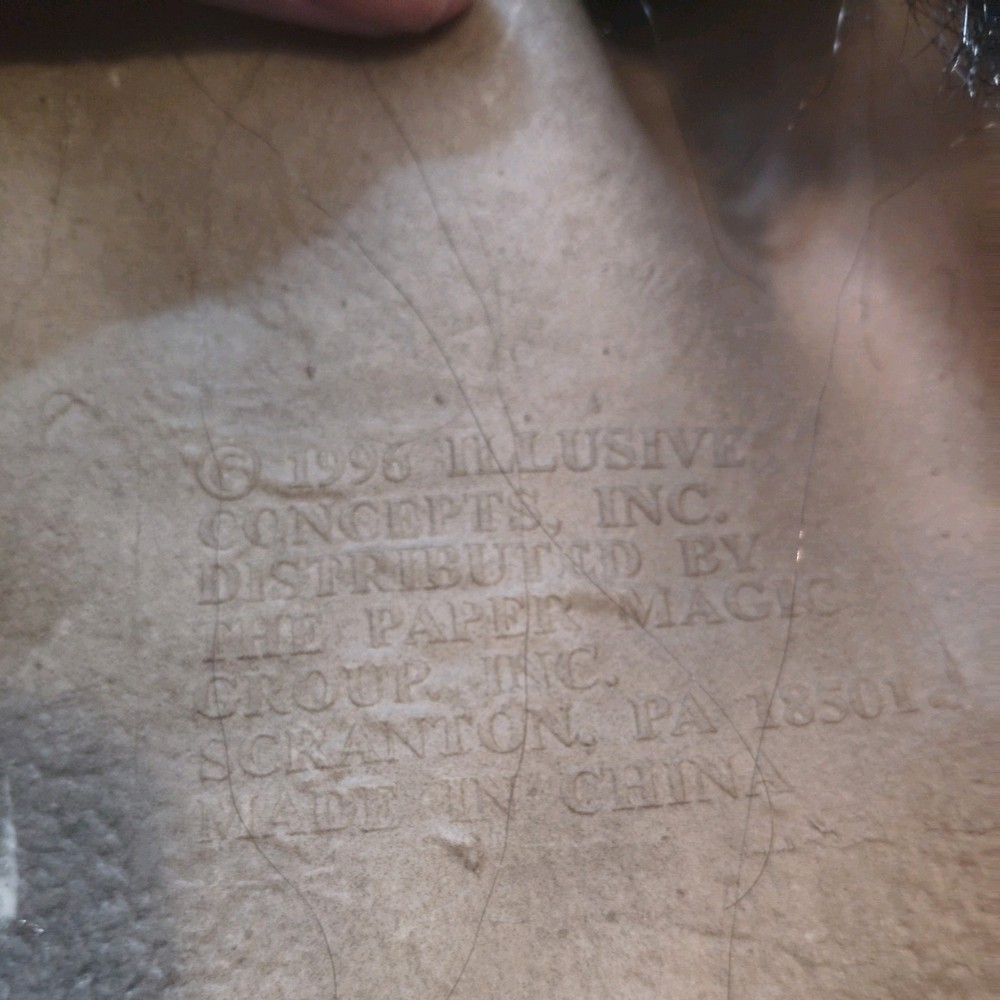 © 1996 ILLUSIVE
CONCEPTS, INC.
DISTRIBUTED BY
THE PAPER MAGIC
GROUP, INC.
SCRANTON, PA 18501
MADE IN CHINA